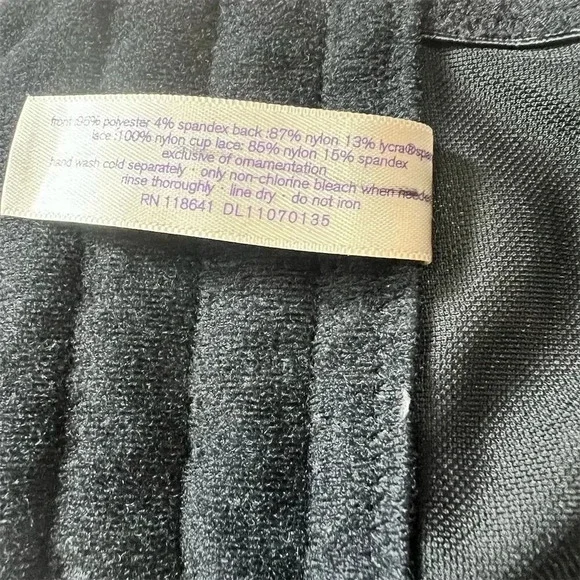 front :96% polyester 4% spandex back :87% nylon 13% lycra®span
lace :100% nylon cup lace: 85% nylon 15% spandex
exclusive of ornamentation
hand wash cold separately · only non-chlorine bleach when needed
rinse thoroughly · line dry · do not iron
RN 118641 DL11070135